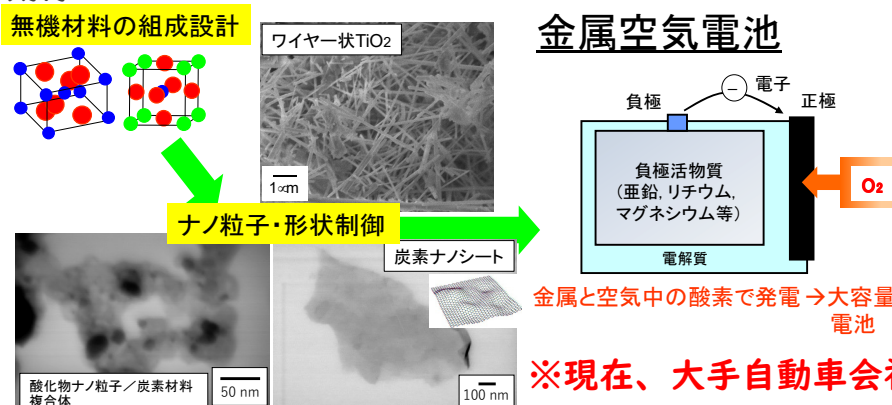 無機材料の組成設計
ワイヤー状TiO2
1∝m
ナノ粒子・形状制御
炭素ナノシート
酸化物ナノ粒子/炭素材料
複合体
50 nm
100 nm
金属空気電池
負極
−
電子
正極
負極活物質
(亜鉛, リチウム,
マグネシウム等)
O2
電解質
金属と空気中の酸素で発電→大容量
電池
※現在、大手自動車会社